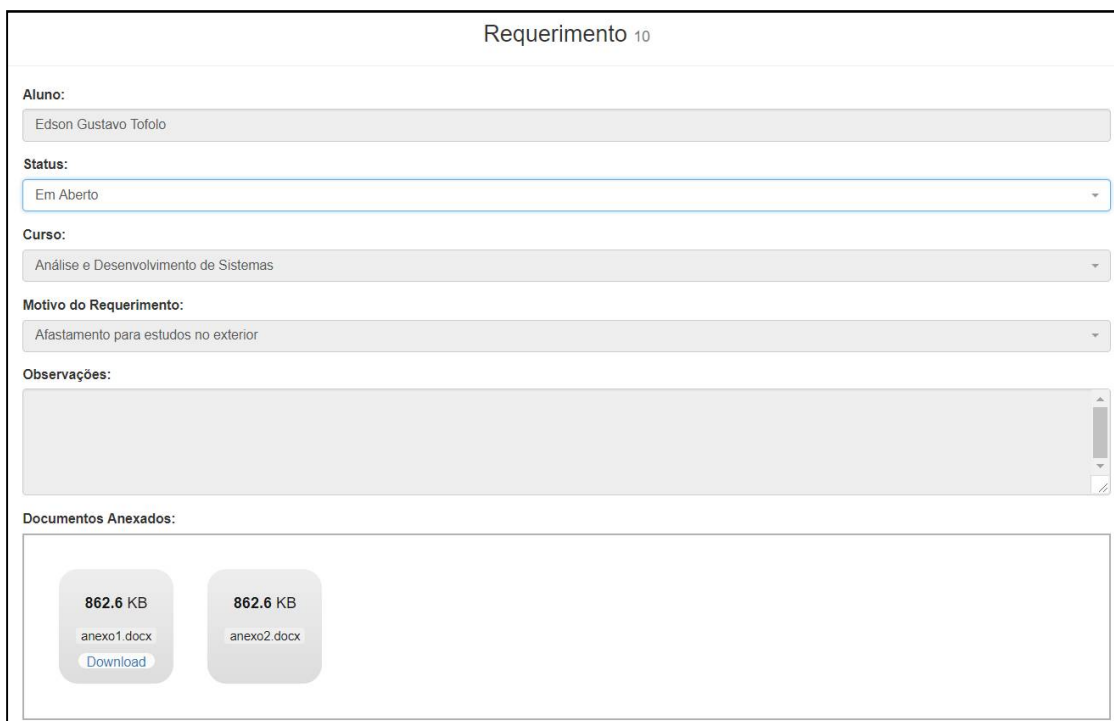 Requerimento 10
Aluno:
Edson Gustavo Tofolo
Status:
Em Aberto
Curso:
Análise e Desenvolvimento de Sistemas
Motivo do Requerimento:
Afastamento para estudos no exterior
Observações:
Documentos Anexados:
862.6 KB 862.6 KB
anexo1.docx anexo2.docx
Download